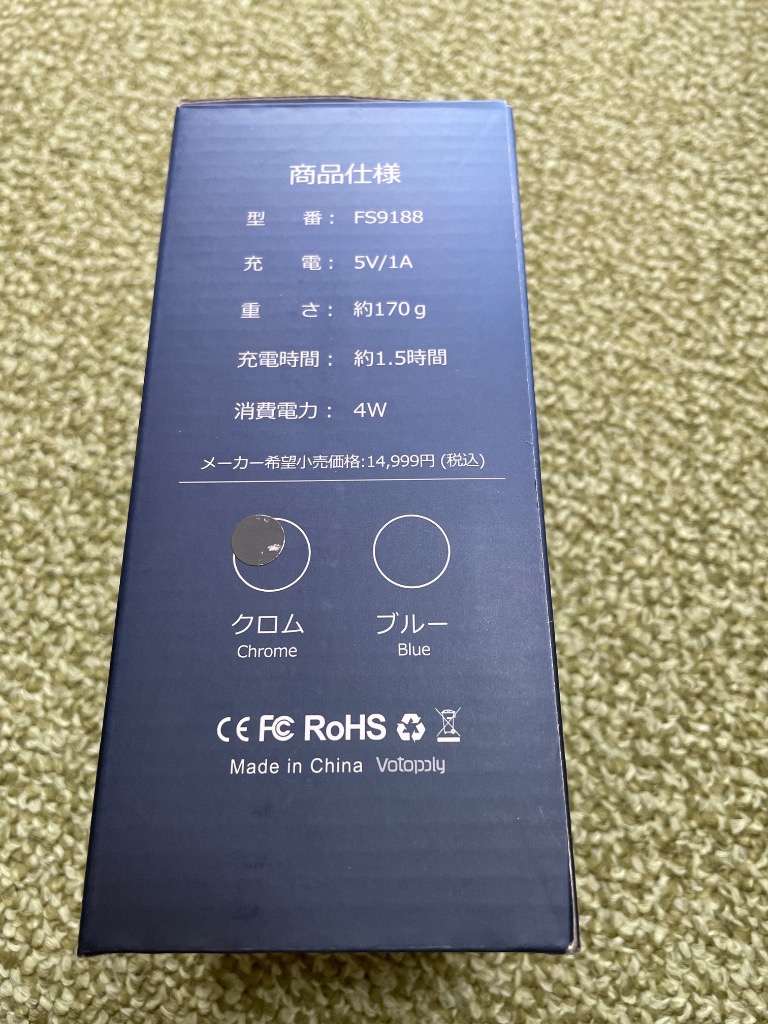 商品仕様
型　番： FS9188
充　電： 5V/1A
重　さ： 約170g
充電時間： 約1.5時間
消費電力： 4W
メーカー希望小売価格:14,999円 (税込)
クロム ブルー
Chrome Blue
CE FC RoHS
Made in China Votopoly